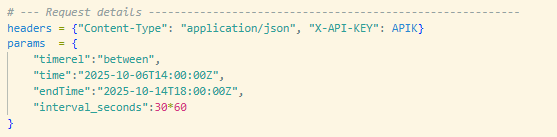 # --- Request details ---------------------------------------------------------
headers = {"Content-Type": "application/json", "X-API-KEY": APIK}
params  = {
    "timerel":"between",
    "time":"2025-10-06T14:00:00Z",
    "endTime":"2025-10-14T18:00:00Z",
    "interval_seconds":30*60
}